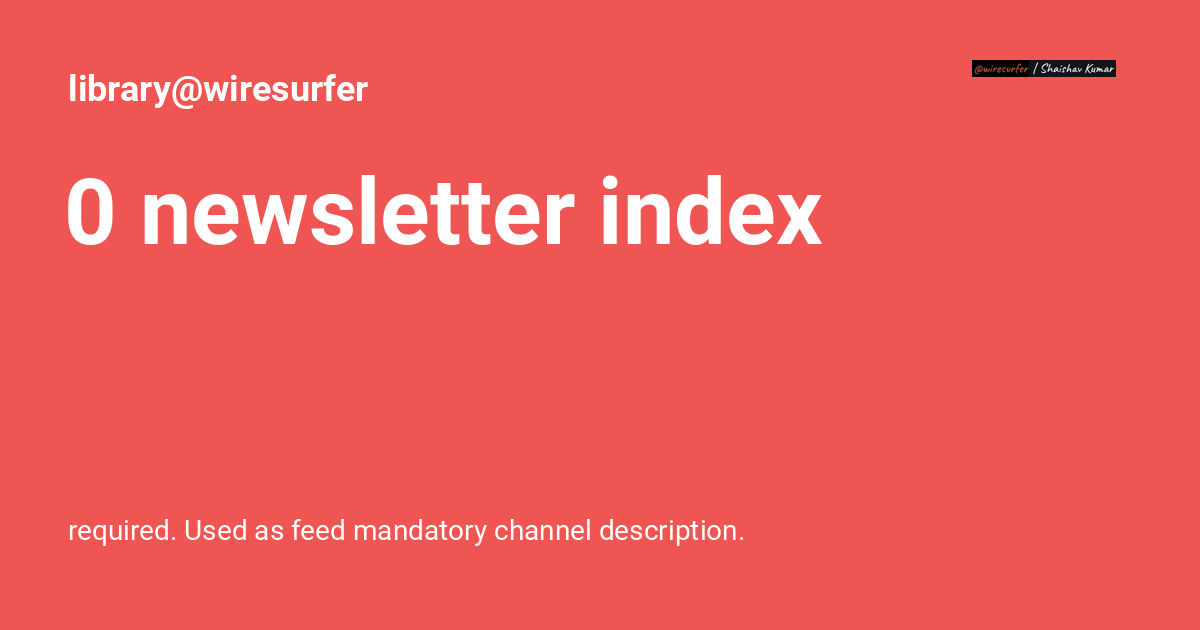 library@wiresurfer
@wiresurfer | Shaishav Kumar
0 newsletter index
required. Used as feed mandatory channel description.